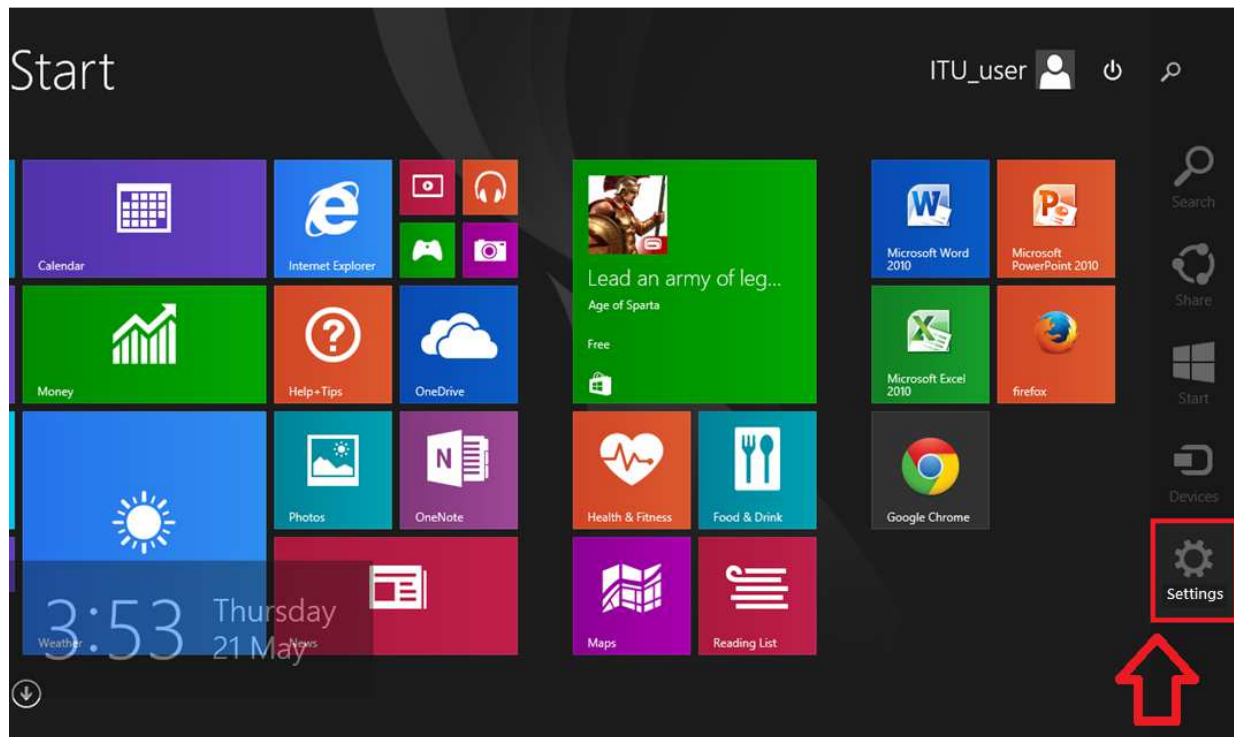 Start
ITU_user
Search
Share
Start
Devices
Settings
Calendar
Internet Explorer
Money
Help+Tips
OneDrive
Weather
Photos
OneNote
News
3:53
Thursday
21 May
Lead an army of leg...
Age of Sparta
Free
Health & Fitness
Food & Drink
Maps
Reading List
Microsoft Word
2010
Microsoft
PowerPoint 2010
Microsoft Excel
2010
firefox
Google Chrome